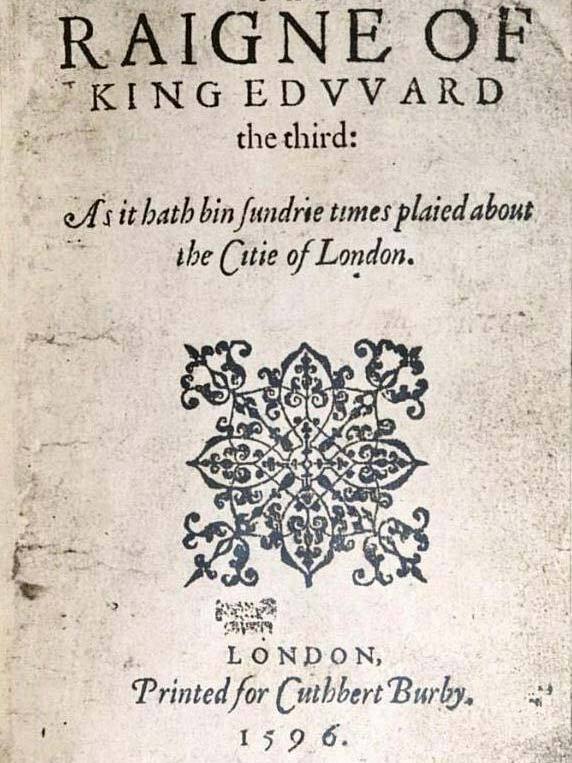 RAIGNE OF
KING EDVVARD
the third:
As it hath bin ſundrie times plaied about
the Citie of London.
LONDON,
Printed for Cuthbert Burby.
1596.